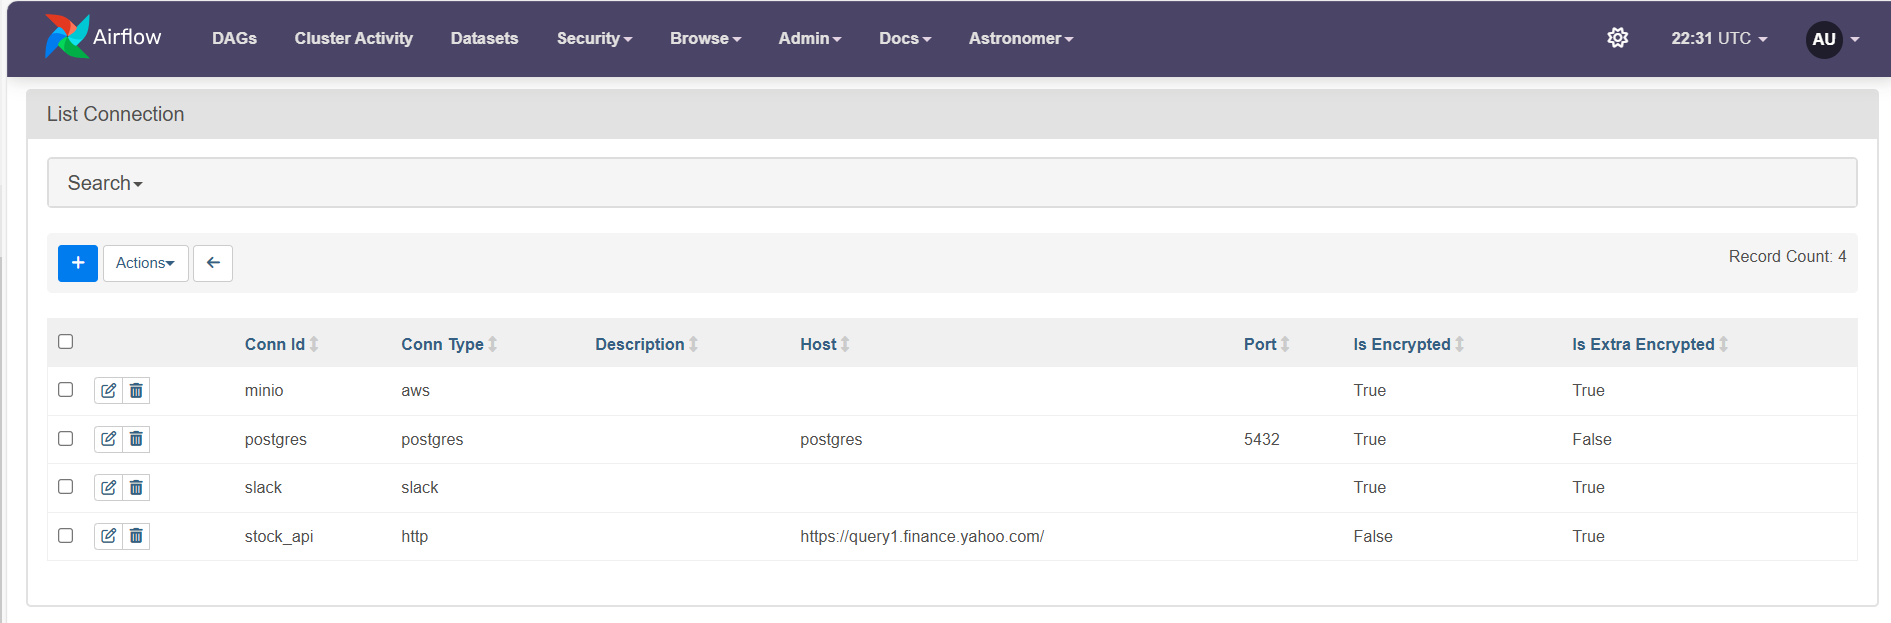 Airflow DAGs Cluster Activity Datasets Security Browse Admin Docs Astronomer 22:31 UTC AU
List Connection
Search
+ Actions Record Count: 4
Conn Id Conn Type Description Host Port Is Encrypted Is Extra Encrypted
minio aws True True
postgres postgres postgres 5432 True False
slack slack True True
stock_api http https://query1.finance.yahoo.com/ False True